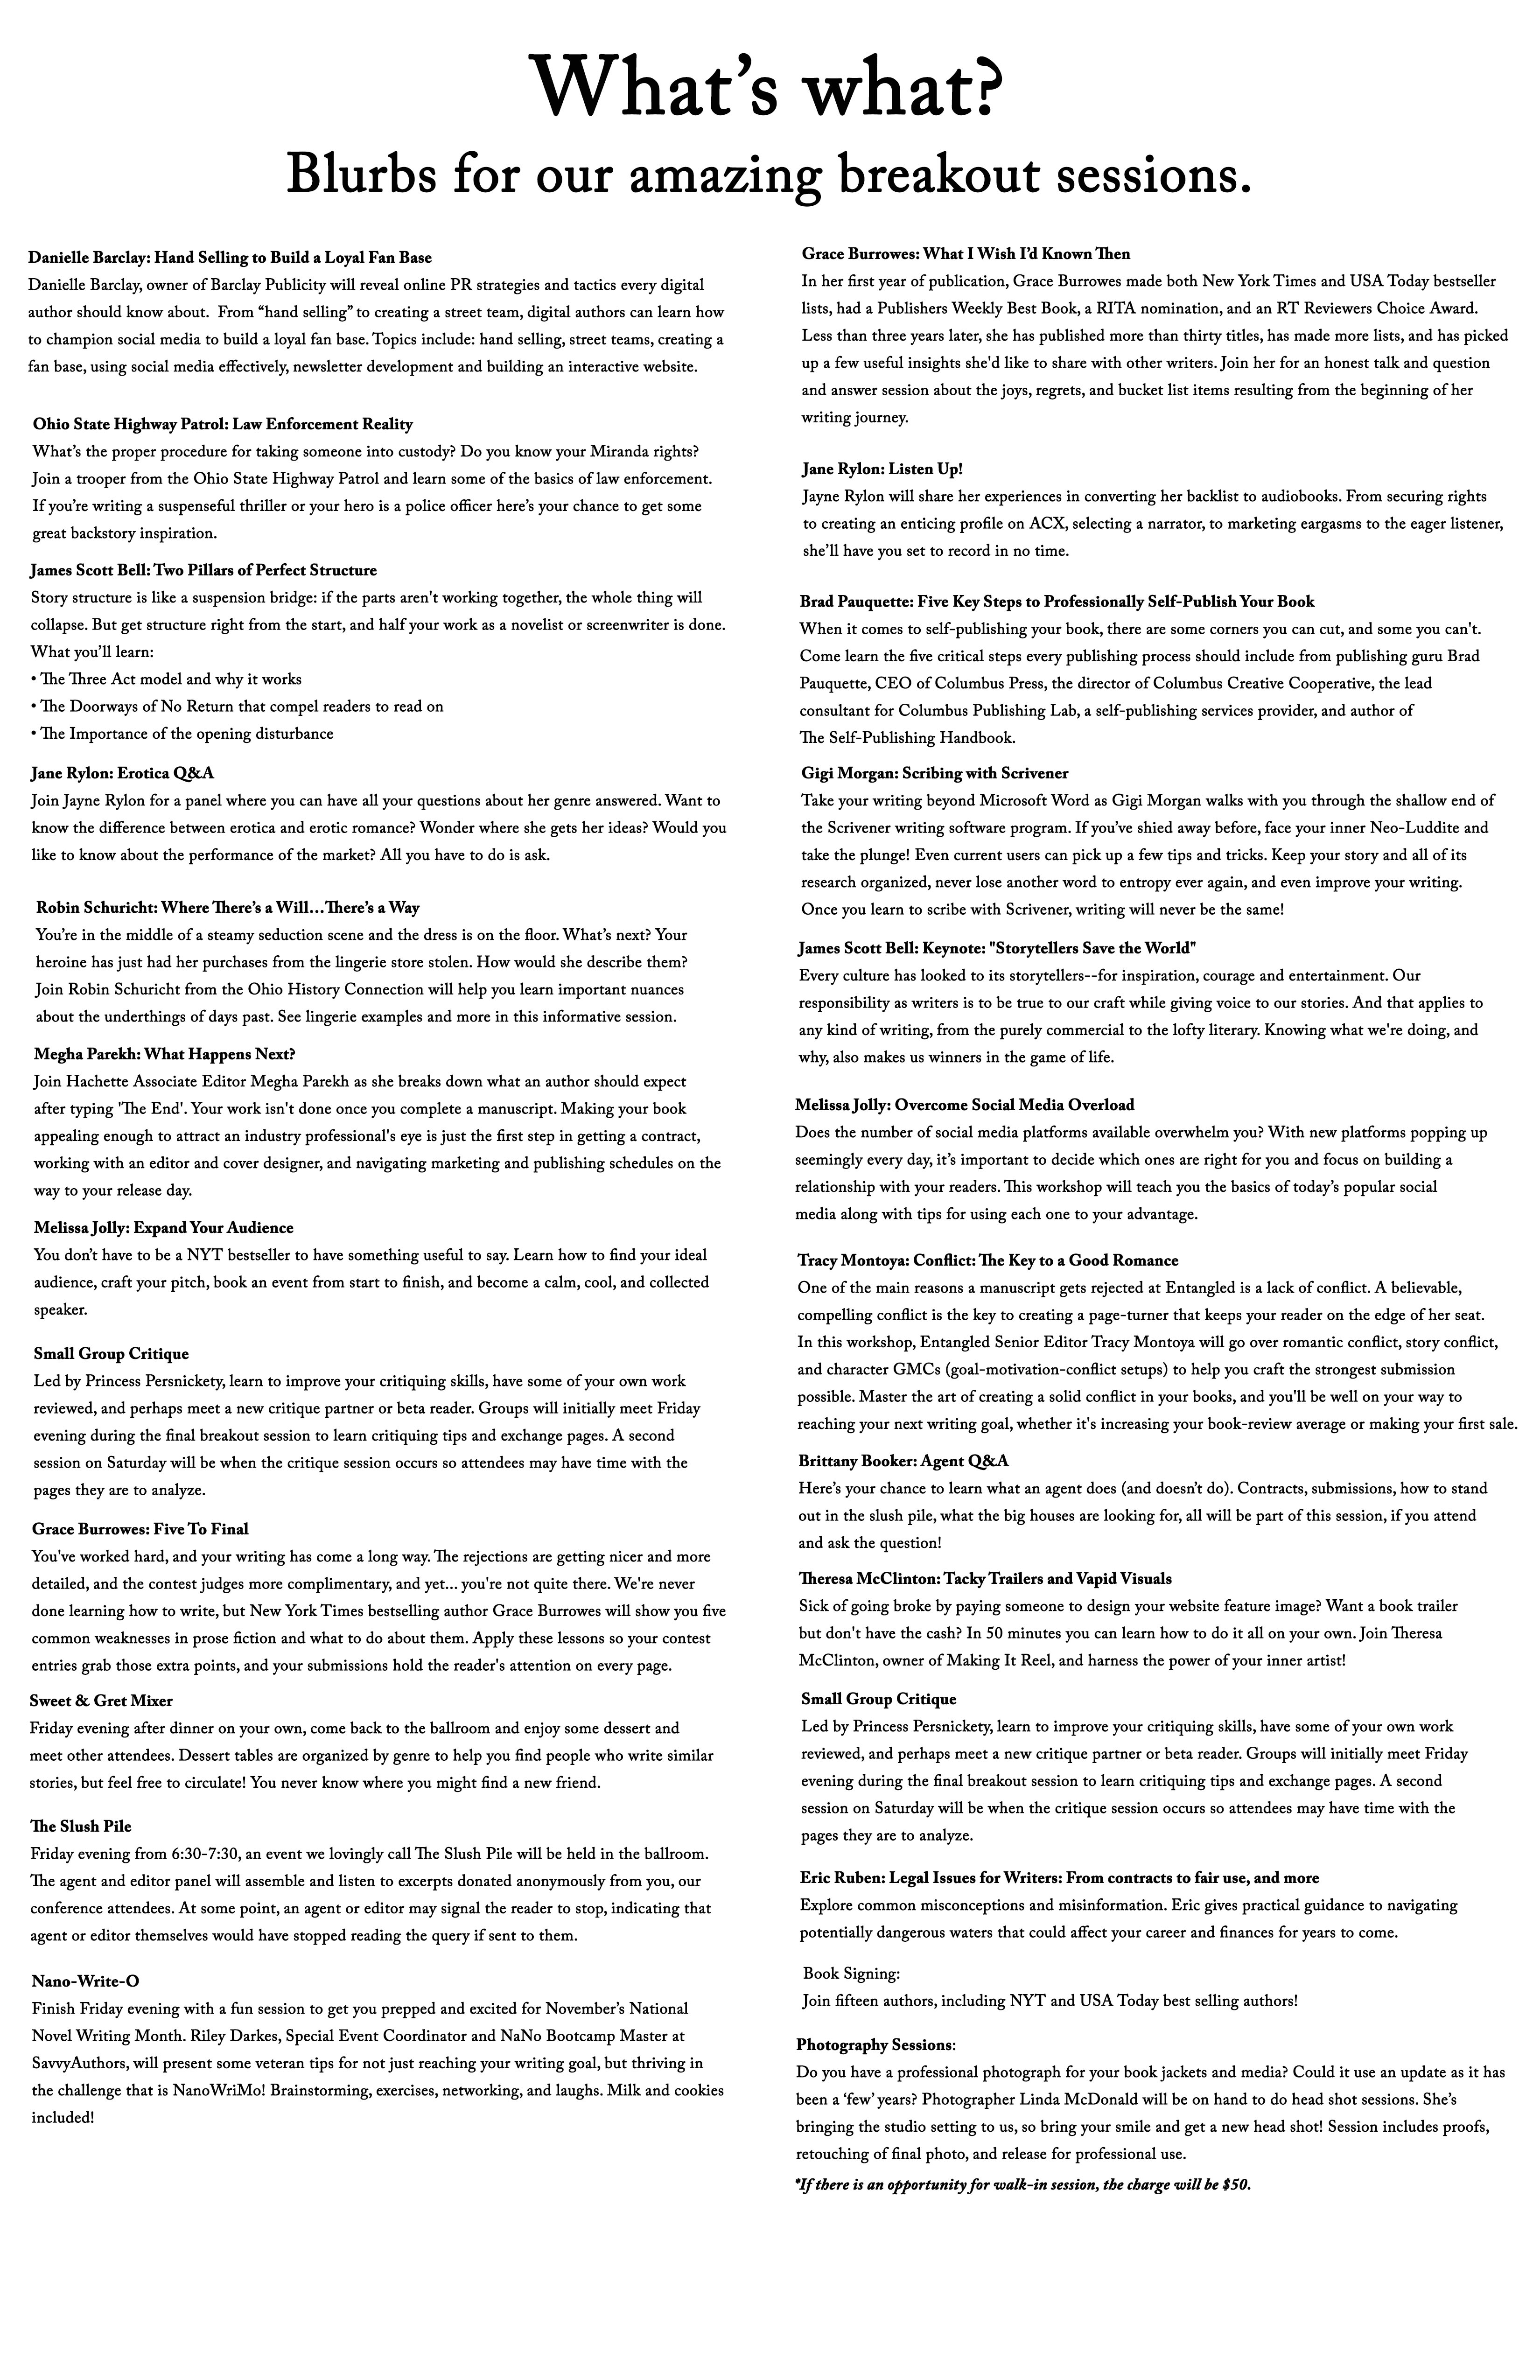 What’s what?
Blurbs for our amazing breakout sessions.
Danielle Barclay: Hand Selling to Build a Loyal Fan Base
Danielle Barclay, owner of Barclay Publicity will reveal online PR strategies and tactics every digital
author should know about.  From “hand selling” to creating a street team, digital authors can learn how
to champion social media to build a loyal fan base. Topics include: hand selling, street teams, creating a
fan base, using social media effectively, newsletter development and building an interactive website.
Ohio State Highway Patrol: Law Enforcement Reality
What’s the proper procedure for taking someone into custody? Do you know your Miranda rights?
Join a trooper from the Ohio State Highway Patrol and learn some of the basics of law enforcement.
If you’re writing a suspenseful thriller or your hero is a police officer here’s your chance to get some
great backstory inspiration.
James Scott Bell: Two Pillars of Perfect Structure
Story structure is like a suspension bridge: if the parts aren't working together, the whole thing will
collapse. But get structure right from the start, and half your work as a novelist or screenwriter is done.
What you’ll learn:
• The Three Act model and why it works
• The Doorways of No Return that compel readers to read on
• The Importance of the opening disturbance
Jane Rylon: Erotica Q&A
Join Jayne Rylon for a panel where you can have all your questions about her genre answered. Want to
know the difference between erotica and erotic romance? Wonder where she gets her ideas? Would you
like to know about the performance of the market? All you have to do is ask.
Robin Schuricht: Where There’s a Will…There’s a Way
You’re in the middle of a steamy seduction scene and the dress is on the floor. What’s next? Your
heroine has just had her purchases from the lingerie store stolen. How would she describe them?
Join Robin Schuricht from the Ohio History Connection will help you learn important nuances
about the underthings of days past. See lingerie examples and more in this informative session.
Megha Parekh: What Happens Next?
Join Hachette Associate Editor Megha Parekh as she breaks down what an author should expect
after typing 'The End'. Your work isn't done once you complete a manuscript. Making your book
appealing enough to attract an industry professional's eye is just the first step in getting a contract,
working with an editor and cover designer, and navigating marketing and publishing schedules on the
way to your release day.
Melissa Jolly: Expand Your Audience
You don’t have to be a NYT bestseller to have something useful to say. Learn how to find your ideal
audience, craft your pitch, book an event from start to finish, and become a calm, cool, and collected
speaker.
Small Group Critique
Led by Princess Persnickety, learn to improve your critiquing skills, have some of your own work
reviewed, and perhaps meet a new critique partner or beta reader. Groups will initially meet Friday
evening during the final breakout session to learn critiquing tips and exchange pages. A second
session on Saturday will be when the critique session occurs so attendees may have time with the
pages they are to analyze.
Grace Burrowes: Five To Final
You've worked hard, and your writing has come a long way. The rejections are getting nicer and more
detailed, and the contest judges more complimentary, and yet... you're not quite there. We're never
done learning how to write, but New York Times bestselling author Grace Burrowes will show you five
common weaknesses in prose fiction and what to do about them. Apply these lessons so your contest
entries grab those extra points, and your submissions hold the reader's attention on every page.
Sweet & Gret Mixer
Friday evening after dinner on your own, come back to the ballroom and enjoy some dessert and
meet other attendees. Dessert tables are organized by genre to help you find people who write similar
stories, but feel free to circulate! You never know where you might find a new friend.
The Slush Pile
Friday evening from 6:30-7:30, an event we lovingly call The Slush Pile will be held in the ballroom.
The agent and editor panel will assemble and listen to excerpts donated anonymously from you, our
conference attendees. At some point, an agent or editor may signal the reader to stop, indicating that
agent or editor themselves would have stopped reading the query if sent to them.
Nano-Write-O
Finish Friday evening with a fun session to get you prepped and excited for November’s National
Novel Writing Month. Riley Darkes, Special Event Coordinator and NaNo Bootcamp Master at
SavvyAuthors, will present some veteran tips for not just reaching your writing goal, but thriving in
the challenge that is NanoWriMo! Brainstorming, exercises, networking, and laughs. Milk and cookies
included!
Grace Burrowes: What I Wish I’d Known Then
In her first year of publication, Grace Burrowes made both New York Times and USA Today bestseller
lists, had a Publishers Weekly Best Book, a RITA nomination, and an RT Reviewers Choice Award.
Less than three years later, she has published more than thirty titles, has made more lists, and has picked
up a few useful insights she'd like to share with other writers. Join her for an honest talk and question
and answer session about the joys, regrets, and bucket list items resulting from the beginning of her
writing journey.
Jane Rylon: Listen Up!
Jayne Rylon will share her experiences in converting her backlist to audiobooks. From securing rights
to creating an enticing profile on ACX, selecting a narrator, to marketing eargasms to the eager listener,
she’ll have you set to record in no time.
Brad Pauquette: Five Key Steps to Professionally Self-Publish Your Book
When it comes to self-publishing your book, there are some corners you can cut, and some you can't.
Come learn the five critical steps every publishing process should include from publishing guru Brad
Pauquette, CEO of Columbus Press, the director of Columbus Creative Cooperative, the lead
consultant for Columbus Publishing Lab, a self-publishing services provider, and author of
The Self-Publishing Handbook.
Gigi Morgan: Scribing with Scrivener
Take your writing beyond Microsoft Word as Gigi Morgan walks with you through the shallow end of
the Scrivener writing software program. If you’ve shied away before, face your inner Neo-Luddite and
take the plunge! Even current users can pick up a few tips and tricks. Keep your story and all of its
research organized, never lose another word to entropy ever again, and even improve your writing.
Once you learn to scribe with Scrivener, writing will never be the same!
James Scott Bell: Keynote: "Storytellers Save the World"
Every culture has looked to its storytellers--for inspiration, courage and entertainment. Our
responsibility as writers is to be true to our craft while giving voice to our stories. And that applies to
any kind of writing, from the purely commercial to the lofty literary. Knowing what we're doing, and
why, also makes us winners in the game of life.
Melissa Jolly: Overcome Social Media Overload
Does the number of social media platforms available overwhelm you? With new platforms popping up
seemingly every day, it’s important to decide which ones are right for you and focus on building a
relationship with your readers. This workshop will teach you the basics of today’s popular social
media along with tips for using each one to your advantage.
Tracy Montoya: Conflict: The Key to a Good Romance
One of the main reasons a manuscript gets rejected at Entangled is a lack of conflict. A believable,
compelling conflict is the key to creating a page-turner that keeps your reader on the edge of her seat.
In this workshop, Entangled Senior Editor Tracy Montoya will go over romantic conflict, story conflict,
and character GMCs (goal-motivation-conflict setups) to help you craft the strongest submission
possible. Master the art of creating a solid conflict in your books, and you'll be well on your way to
reaching your next writing goal, whether it's increasing your book-review average or making your first sale.
Brittany Booker: Agent Q&A
Here’s your chance to learn what an agent does (and doesn’t do). Contracts, submissions, how to stand
out in the slush pile, what the big houses are looking for, all will be part of this session, if you attend
and ask the question!
Theresa McClinton: Tacky Trailers and Vapid Visuals
Sick of going broke by paying someone to design your website feature image? Want a book trailer
but don't have the cash? In 50 minutes you can learn how to do it all on your own. Join Theresa
McClinton, owner of Making It Reel, and harness the power of your inner artist!
Small Group Critique
Led by Princess Persnickety, learn to improve your critiquing skills, have some of your own work
reviewed, and perhaps meet a new critique partner or beta reader. Groups will initially meet Friday
evening during the final breakout session to learn critiquing tips and exchange pages. A second
session on Saturday will be when the critique session occurs so attendees may have time with the
pages they are to analyze.
Eric Ruben: Legal Issues for Writers: From contracts to fair use, and more
Explore common misconceptions and misinformation. Eric gives practical guidance to navigating
potentially dangerous waters that could affect your career and finances for years to come.
Book Signing:
Join fifteen authors, including NYT and USA Today best selling authors!
Photography Sessions:
Do you have a professional photograph for your book jackets and media? Could it use an update as it has
been a ‘few’ years? Photographer Linda McDonald will be on hand to do head shot sessions. She’s
bringing the studio setting to us, so bring your smile and get a new head shot! Session includes proofs,
retouching of final photo, and release for professional use.
*If there is an opportunity for walk-in session, the charge will be $50.